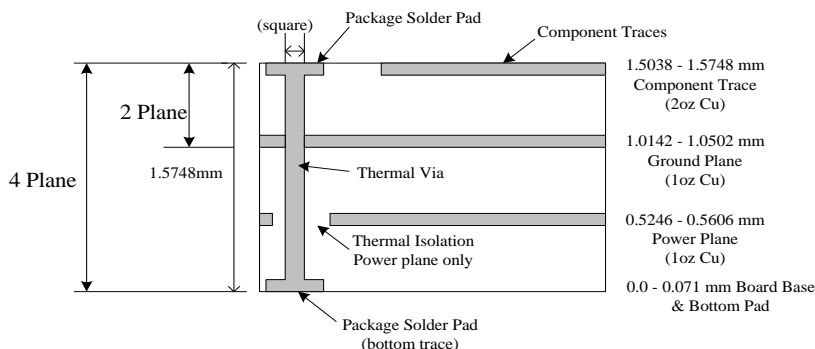 (square)
Package Solder Pad
Component Traces
1.5038 - 1.5748 mm
Component Trace
(2oz Cu)
2 Plane
4 Plane
1.5748mm
1.0142 - 1.0502 mm
Ground Plane
(1oz Cu)
Thermal Via
0.5246 - 0.5606 mm
Power Plane
(1oz Cu)
Thermal Isolation
Power plane only
0.0 - 0.071 mm Board Base
& Bottom Pad
Package Solder Pad
(bottom trace)